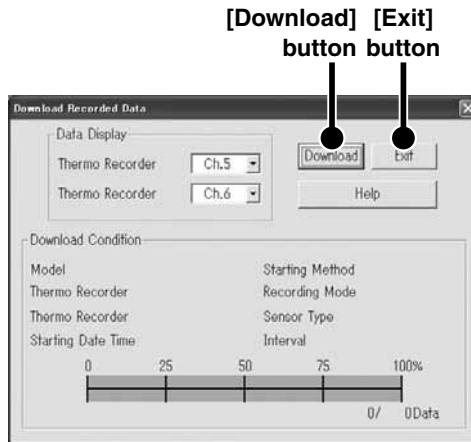 [Download] [Exit]
button button
Download Recorded Data
Data Display
Thermo Recorder Ch.5
Thermo Recorder Ch.6
Download Exit
Help
Download Condition
Model Starting Method
Thermo Recorder Recording Mode
Thermo Recorder Sensor Type
Starting Date Time Interval
0 25 50 75 100%
0/ 0Data